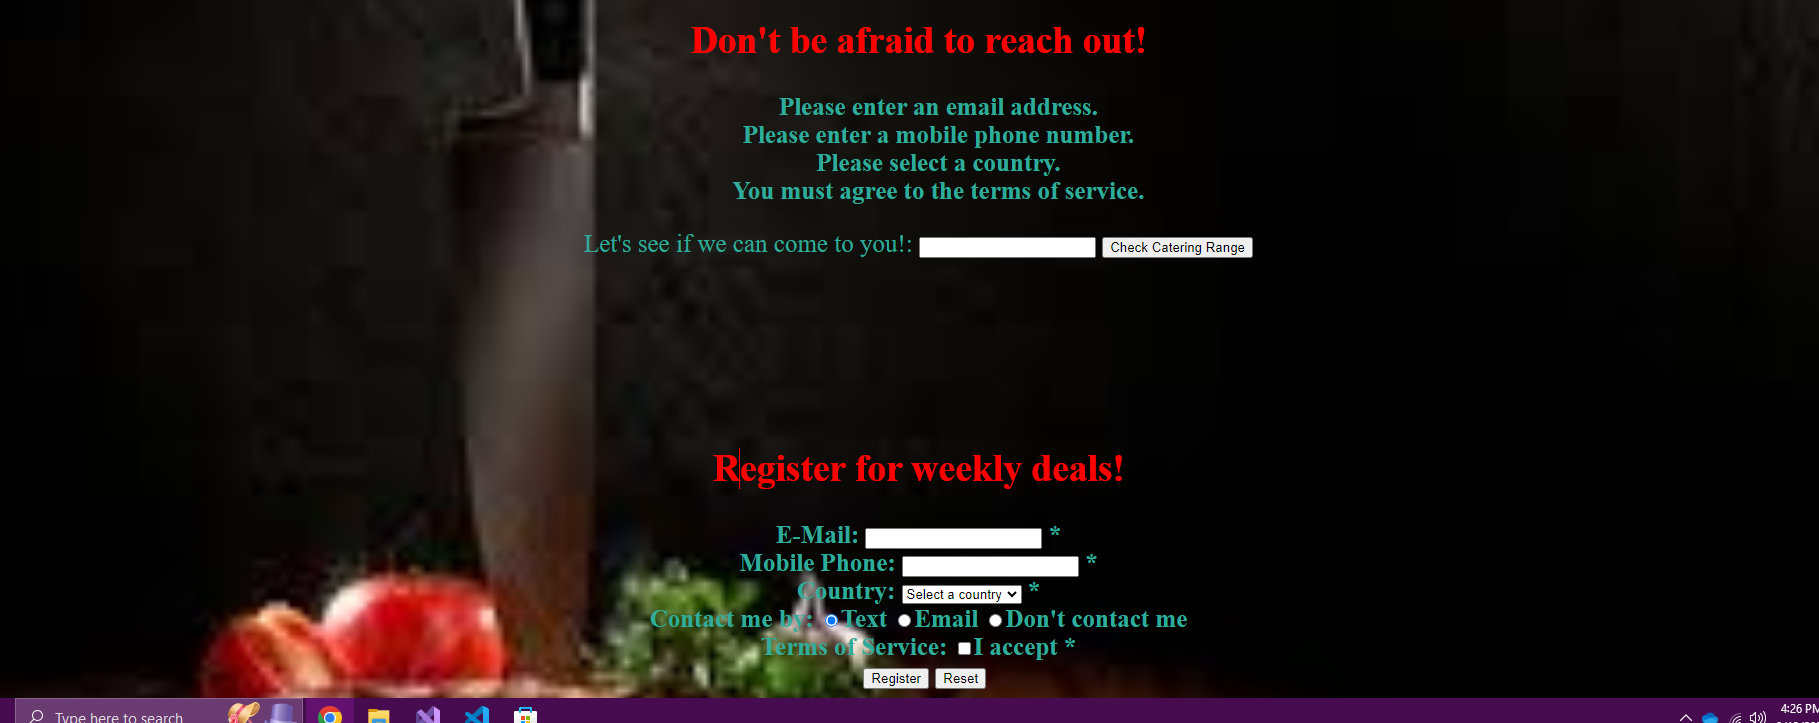 Don't be afraid to reach out!
Please enter an email address.
Please enter a mobile phone number.
Please select a country.
You must agree to the terms of service.
Let's see if we can come to you!: Check Catering Range
Register for weekly deals!
E-Mail: *
Mobile Phone: *
Country: Select a country *
Contact me by: Text Email Don't contact me
Terms of Service: I accept *
Register Reset
Type here to search
4:26 PM